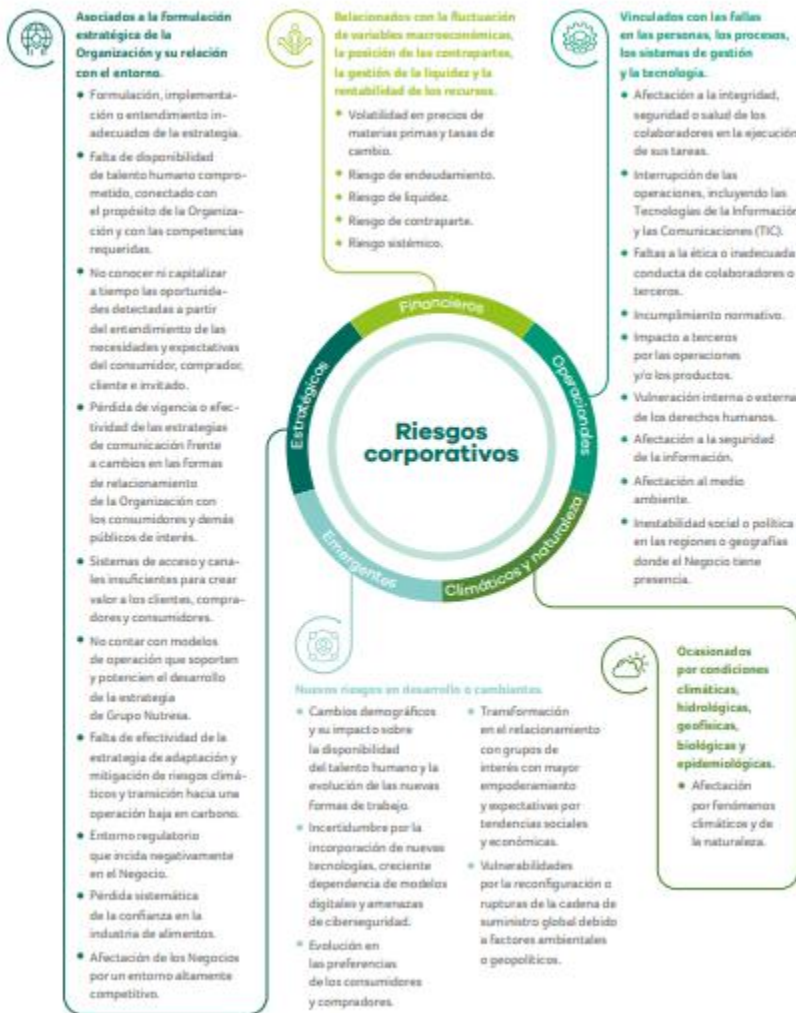 Asociados a la formulación
estratégica de la
Organización y su relación
con el entorno.
Formulación, implementa-
ción o entendimiento in-
adecuados de la estrategia.
Falta de disponibilidad
de talento humano compro-
metido, conectado con
el propósito de la Organiza-
ción y con las competencias
requeridas.
No conocer ni capitalizar
a tiempo las oportunida-
des detectadas a partir
del entendimiento de las
necesidades y expectativas
del consumidor, comprador,
cliente e invitado.
Pérdida de vigencia o efec-
tividad de las estrategias
de comunicación frente
a cambios en las formas
de relacionamiento
de la Organización con
los consumidores y demás
públicos de interés.
Sistemas de acceso y cana-
les insuficientes para crear
valor a los clientes, compra-
dores y consumidores.
No contar con modelos
de operación que soporten
y potencien el desarrollo
de la estrategia
de Grupo Nutresa.
Falta de efectividad de la
estrategia de adaptación y
mitigación de riesgos climá-
ticos y transición hacia una
operación baja en carbono.
Entorno regulatorio
que incida negativamente
en el Negocio.
Pérdida sistemática
de la confianza en la
industria de alimentos.
Afectación de los Negocios
por un entorno altamente
competitivo.
Relacionados con la fluctuación
de variables macroeconómicas,
la posición de las contrapartes,
la gestión de la liquidez y la
rentabilidad de los recursos.
Volatilidad en precios de
materias primas y tasas de
cambio.
Riesgo de endeudamiento.
Riesgo de liquidez.
Riesgo de contraparte.
Riesgo sistémico.
Vinculados con las fallas
en las personas, los procesos,
los sistemas de gestión
y la tecnología.
Afectación a la integridad,
seguridad o salud de los
colaboradores en la ejecución
de sus tareas.
Interrupción de las
operaciones, incluyendo las
Tecnologías de la Información
y las Comunicaciones (TIC).
Faltas a la ética o inadecuada
conducta de colaboradores o
terceros.
Incumplimiento normativo.
Impacto a terceros
por las operaciones
y/o los productos.
Vulneración interna o externa
de los derechos humanos.
Afectación a la seguridad
de la información.
Afectación al medio
ambiente.
Inestabilidad social o política
en las regiones o geografías
donde el Negocio tiene
presencia.
Financieros
Estratégicos
Operacionales
Riesgos
corporativos
Emergentes
Climáticos y naturaleza
Nuevos riesgos en desarrollo o cambiantes
Cambios demográficos
y su impacto sobre
la disponibilidad
del talento humano y la
evolución de las nuevas
formas de trabajo.
Incertidumbre por la
incorporación de nuevas
tecnologías, creciente
dependencia de modelos
digitales y amenazas
de ciberseguridad.
Evolución en
las preferencias
de los consumidores
y compradores.
Transformación
en el relacionamiento
con grupos de
interés con mayor
empoderamiento
y expectativas por
tendencias sociales
y económicas.
Vulnerabilidades
por la reconfiguración o
rupturas de la cadena de
suministro global debido
a factores ambientales
o geopolíticos.
Ocasionados
por condiciones
climáticas,
hidrológicas,
geofísicas,
biológicas y
epidemiológicas.
Afectación
por fenómenos
climáticos y de
la naturaleza.